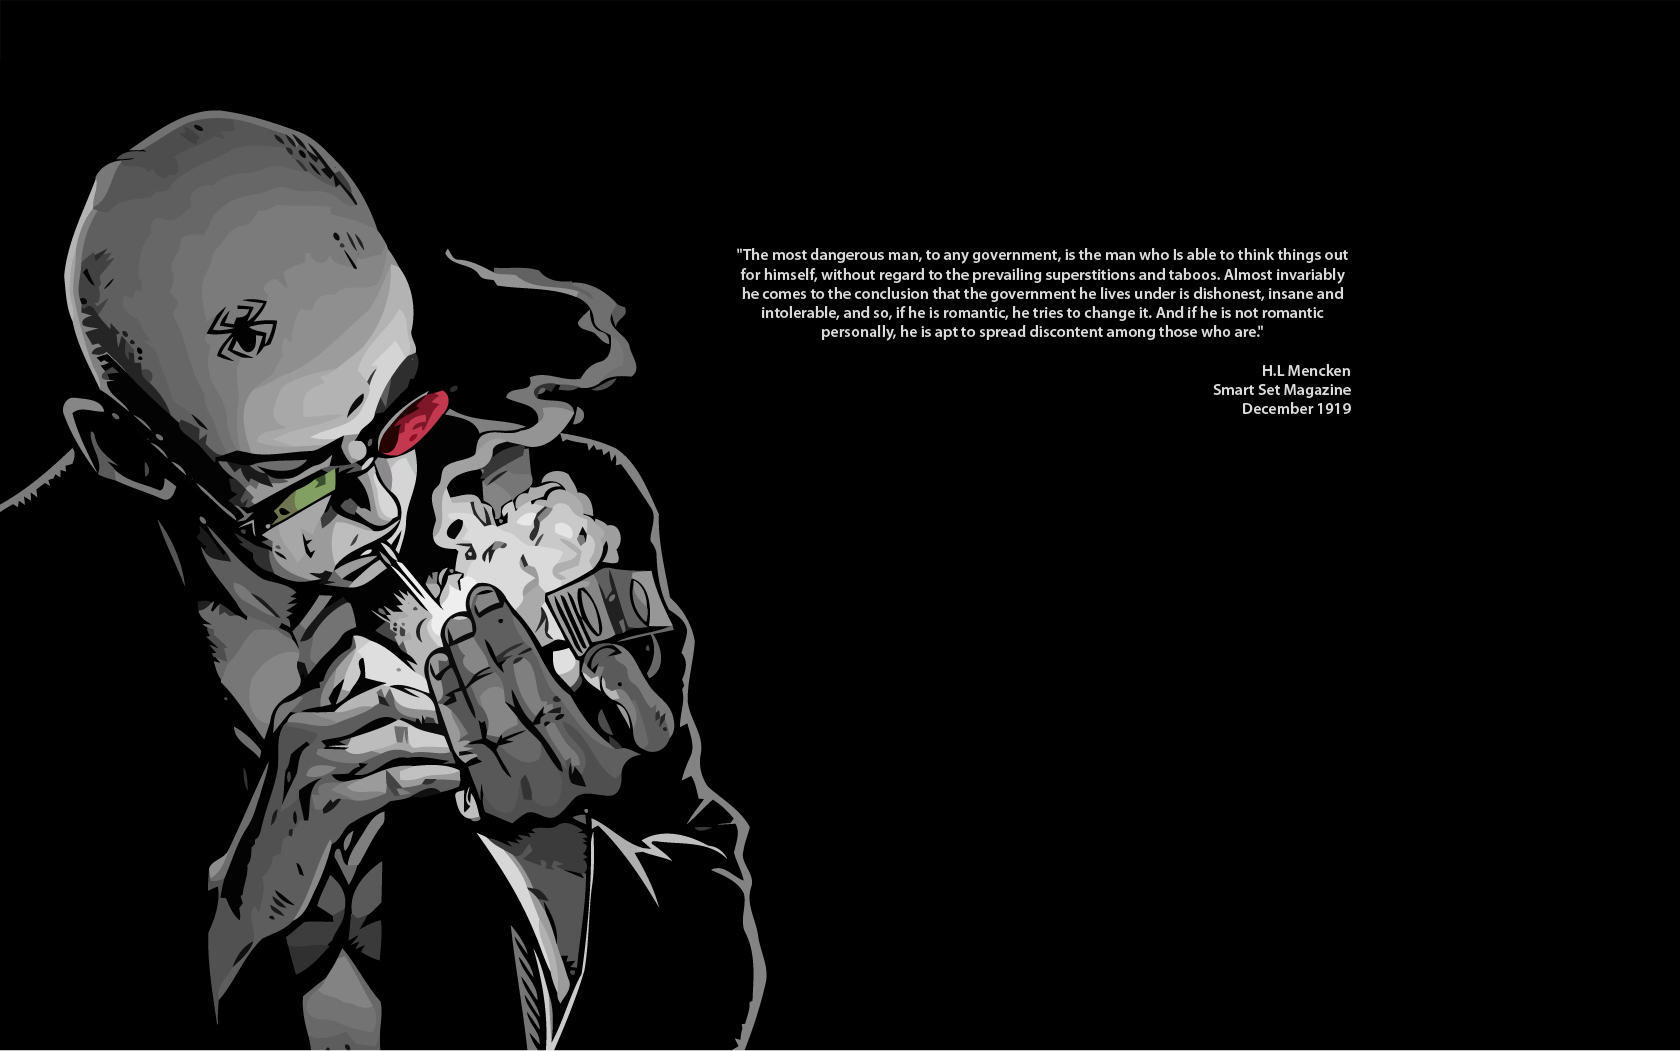 "The most dangerous man, to any government, is the man who Is able to think things out
for himself, without regard to the prevailing superstitions and taboos. Almost invariably
he comes to the conclusion that the government he lives under is dishonest, insane and
intolerable, and so, if he is romantic, he tries to change it. And if he is not romantic
personally, he is apt to spread discontent among those who are."
H.L Mencken
Smart Set Magazine
December 1919